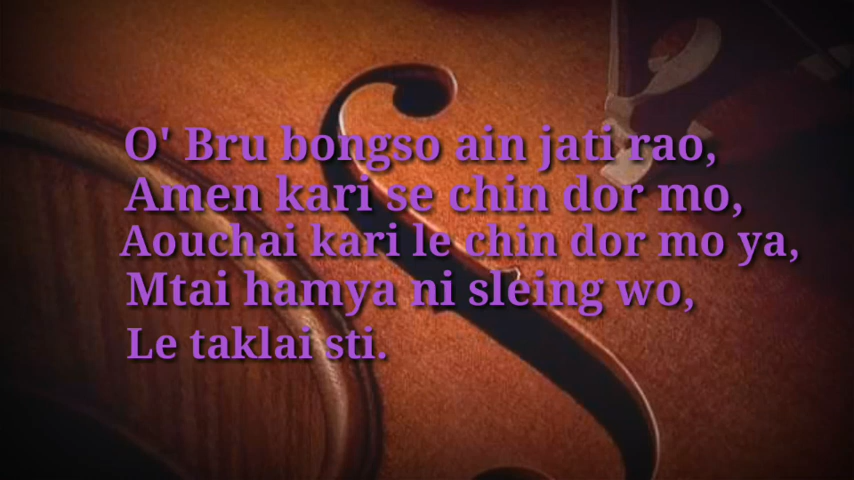 O' Bru bongso ain jati rao,
Amen kari se chin dor mo,
Aouchai kari le chin dor mo ya,
Mtai hamya ni sleing wo,
Le taklai sti.